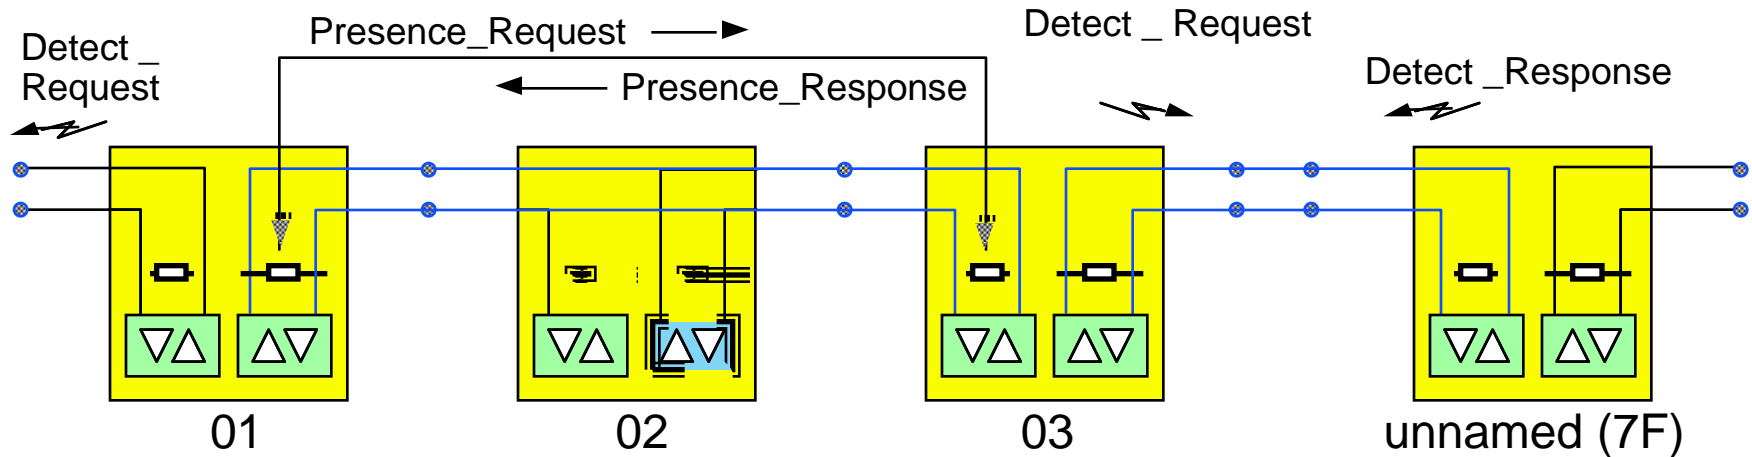 Detect _
Request
Presence_Request
Presence_Response
Detect _ Request
Detect _Response
01
02
03
unnamed (7F)